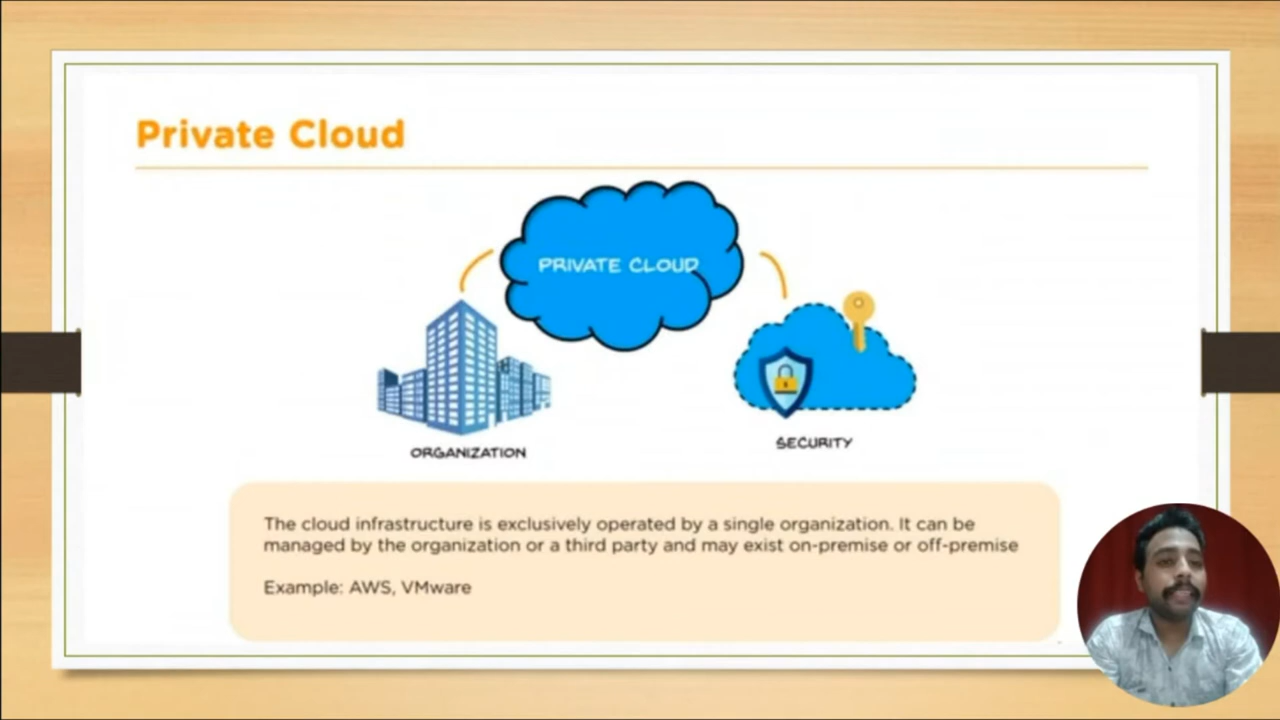 Private Cloud
PRIVATE CLOUD
ORGANIZATION
SECURITY
The cloud infrastructure is exclusively operated by a single organization. It can be
managed by the organization or a third party and may exist on-premise or off-premise
Example: AWS, VMware